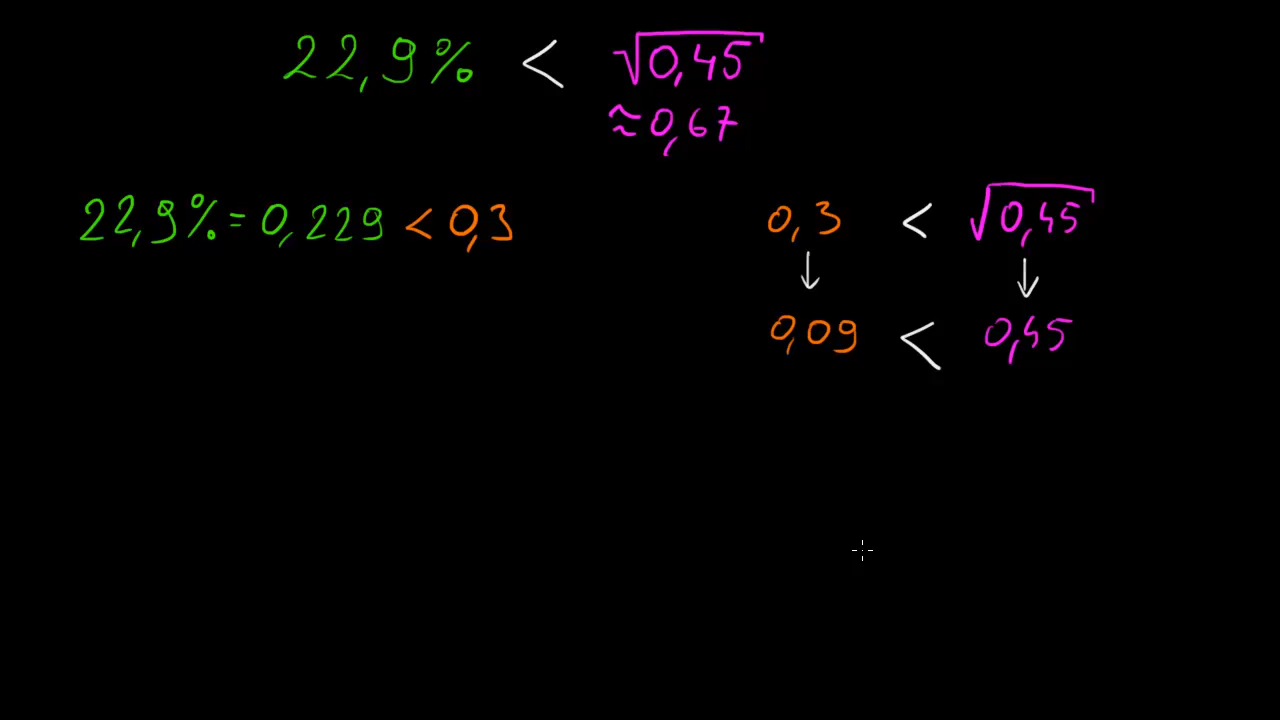 22,9% < √0,45
≈0,67
22,9% = 0,229 < 0,3
0,3 < √0,45
↓ ↓
0,09 < 0,45